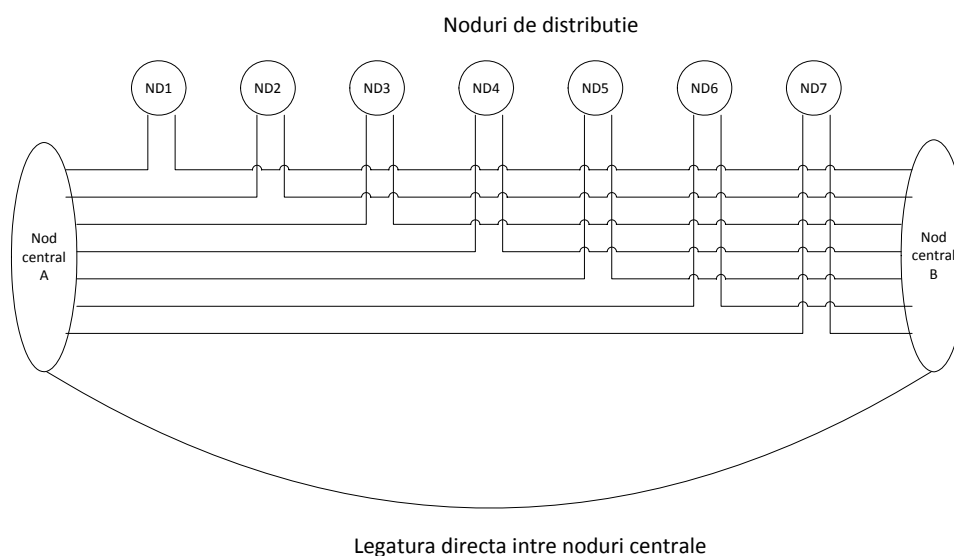 Noduri de distributie
ND1 ND2 ND3 ND4 ND5 ND6 ND7
Nod
central
A
Nod
central
B
Legatura directa intre noduri centrale